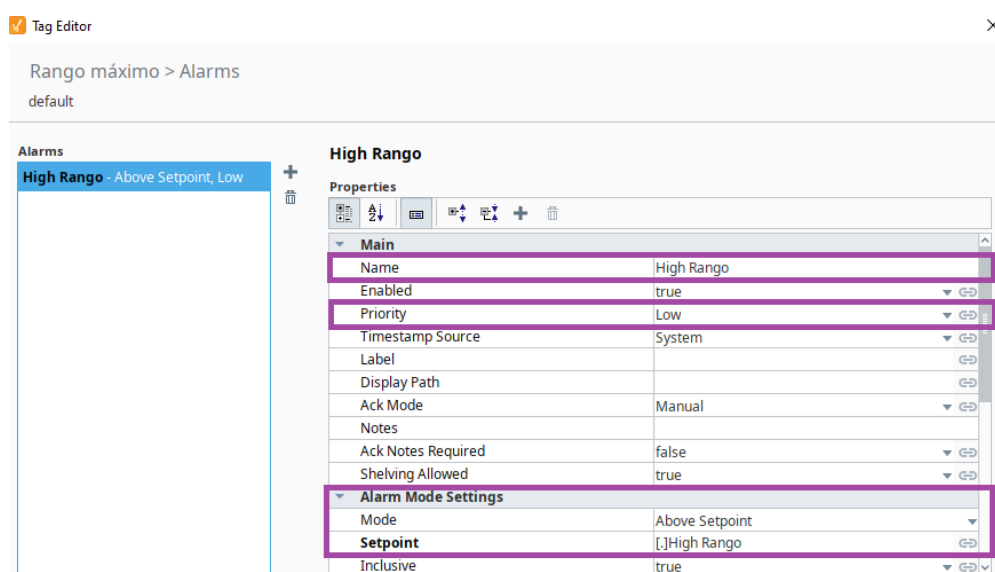 Tag Editor
Rango máximo > Alarms
default
Alarms
High Rango - Above Setpoint, Low
High Rango
Properties
Main
Name High Rango
Enabled true
Priority Low
Timestamp Source System
Label
Display Path
Ack Mode Manual
Notes
Ack Notes Required false
Shelving Allowed true
Alarm Mode Settings
Mode Above Setpoint
Setpoint [.]High Rango
Inclusive true